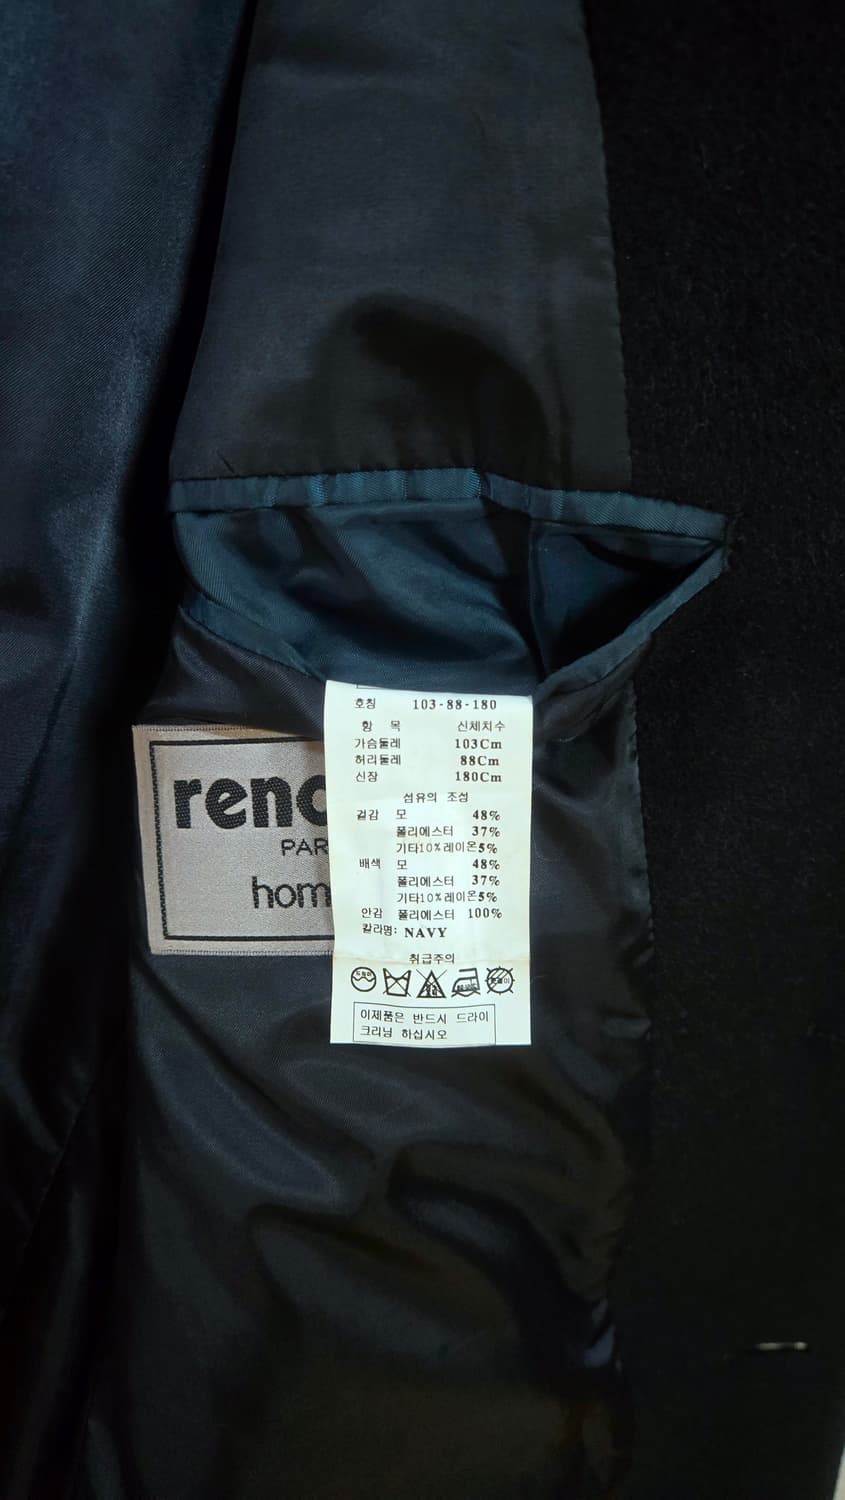 호칭 103-88-180
항 목 신체치수
가슴둘레 103Cm
허리둘레 88Cm
신장 180Cm
섬유의 조성
겉감 모 48%
폴리에스터 37%
기타10%레이온5%
배색 모 48%
폴리에스터 37%
기타10%레이온5%
안감 폴리에스터 100%
칼라명: NAVY
취급주의
이제품은 반드시 드라이
크리닝 하십시오
reno
PAR
hom